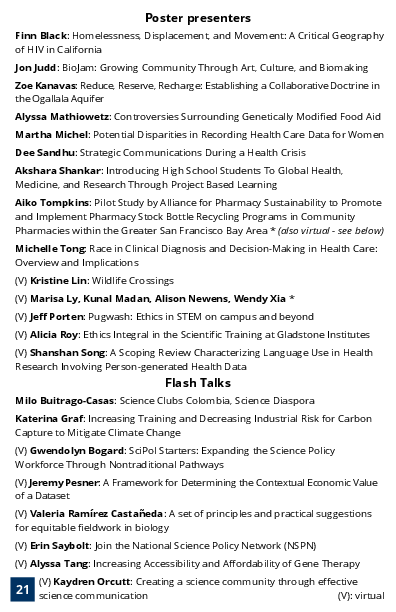 Poster presenters
Finn Black: Homelessness, Displacement, and Movement: A Critical Geography
of HIV in California
Jon Judd: BioJam: Growing Community Through Art, Culture, and Biomaking
Zoe Kanavas: Reduce, Reserve, Recharge: Establishing a Collaborative Doctrine in
the Ogallala Aquifer
Alyssa Mathiowetz: Controversies Surrounding Genetically Modified Food Aid
Martha Michel: Potential Disparities in Recording Health Care Data for Women
Dee Sandhu: Strategic Communications During a Health Crisis
Akshara Shankar: Introducing High School Students To Global Health,
Medicine, and Research Through Project Based Learning
Aiko Tompkins: Pilot Study by Alliance for Pharmacy Sustainability to Promote
and Implement Pharmacy Stock Bottle Recycling Programs in Community
Pharmacies within the Greater San Francisco Bay Area * (also virtual - see below)
Michelle Tong: Race in Clinical Diagnosis and Decision-Making in Health Care:
Overview and Implications
(V) Kristine Lin: Wildlife Crossings
(V) Marisa Ly, Kunal Madan, Alison Newens, Wendy Xia *
(V) Jeff Porten: Pugwash: Ethics in STEM on campus and beyond
(V) Alicia Roy: Ethics Integral in the Scientific Training at Gladstone Institutes
(V) Shanshan Song: A Scoping Review Characterizing Language Use in Health
Research Involving Person-generated Health Data
Flash Talks
Milo Buitrago-Casas: Science Clubs Colombia, Science Diaspora
Katerina Graf: Increasing Training and Decreasing Industrial Risk for Carbon
Capture to Mitigate Climate Change
(V) Gwendolyn Bogard: SciPol Starters: Expanding the Science Policy
Workforce Through Nontraditional Pathways
(V) Jeremy Pesner: A Framework for Determining the Contextual Economic Value
of a Dataset
(V) Valeria Ramírez Castañeda: A set of principles and practical suggestions
for equitable fieldwork in biology
(V) Erin Saybolt: Join the National Science Policy Network (NSPN)
(V) Alyssa Tang: Increasing Accessibility and Affordability of Gene Therapy
(V) Kaydren Orcutt: Creating a science community through effective
science communication
(V): virtual
21